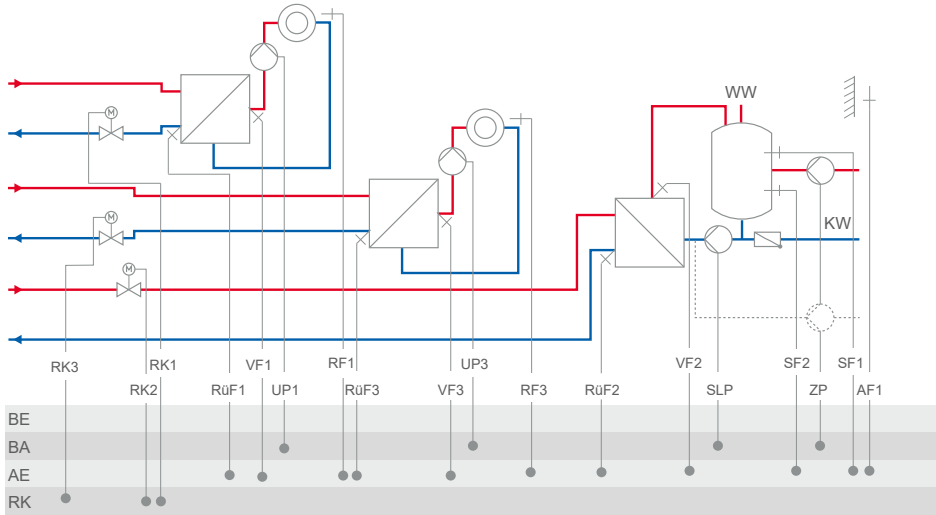 WW
M
KW
M
M
RK3 RK1 VF1 RF1 UP3 VF2 SF2 SF1
RK2 RüF1 UP1 RüF3 VF3 RF3 RüF2 SLP ZP AF1
BE
BA
AE
RK